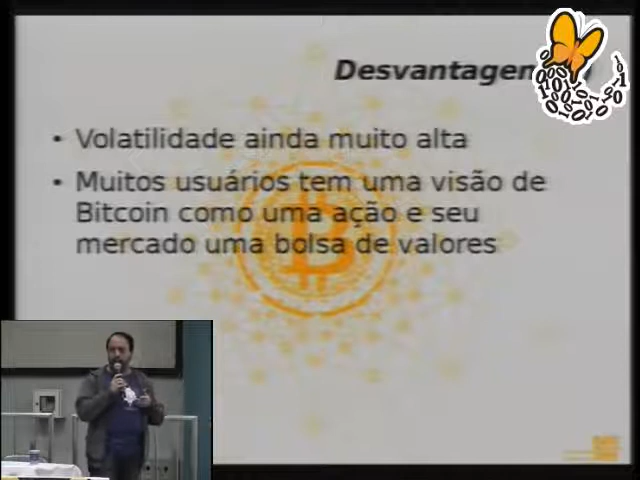 Desvantagen
• Volatilidade ainda muito alta
• Muitos usuários tem uma visão de
Bitcoin como uma ação e seu
mercado uma bolsa de valores